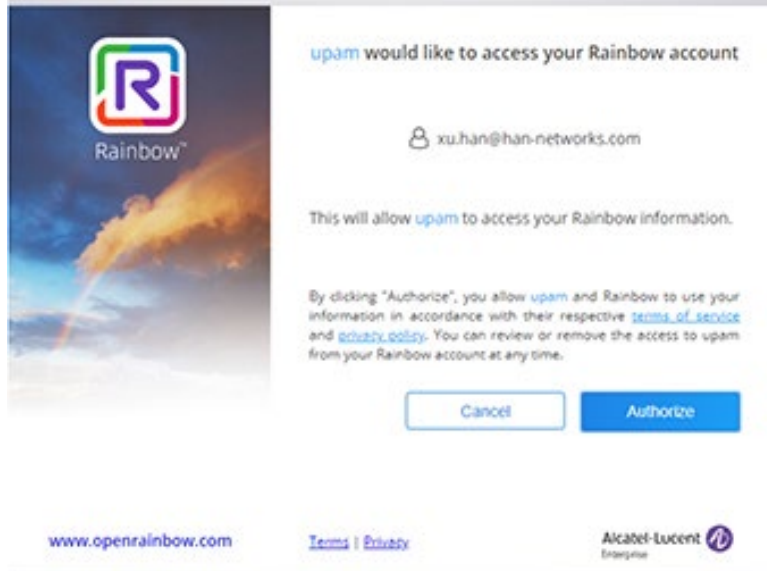 R
Rainbow™
upam would like to access your Rainbow account
xu.han@han-networks.com
This will allow upam to access your Rainbow information.
By clicking "Authorize", you allow upam and Rainbow to use your
information in accordance with their respective terms of service
and privacy policy. You can review or remove the access to upam
from your Rainbow account at any time.
Cancel Authorize
www.openrainbow.com Terms | Privacy Alcatel·Lucent
Enterprise